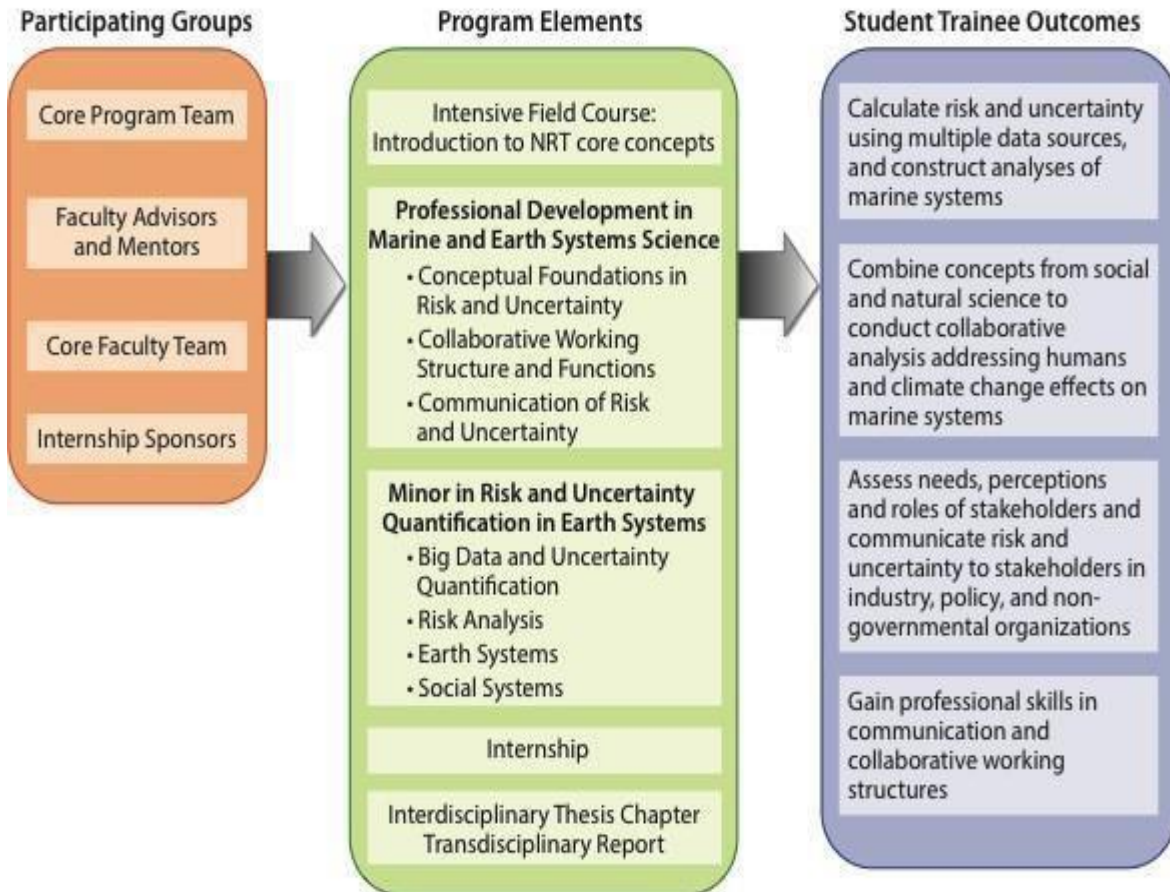 Participating Groups
Core Program Team
Faculty Advisors
and Mentors
Core Faculty Team
Internship Sponsors
Program Elements
Intensive Field Course:
Introduction to NRT core concepts
Professional Development in
Marine and Earth Systems Science
• Conceptual Foundations in
Risk and Uncertainty
• Collaborative Working
Structure and Functions
• Communication of Risk
and Uncertainty
Minor in Risk and Uncertainty
Quantification in Earth Systems
• Big Data and Uncertainty
Quantification
• Risk Analysis
• Earth Systems
• Social Systems
Internship
Interdisciplinary Thesis Chapter
Transdisciplinary Report
Student Trainee Outcomes
Calculate risk and uncertainty
using multiple data sources,
and construct analyses of
marine systems
Combine concepts from social
and natural science to
conduct collaborative
analysis addressing humans
and climate change effects on
marine systems
Assess needs, perceptions
and roles of stakeholders and
communicate risk and
uncertainty to stakeholders in
industry, policy, and non-
governmental organizations
Gain professional skills in
communication and
collaborative working
structures